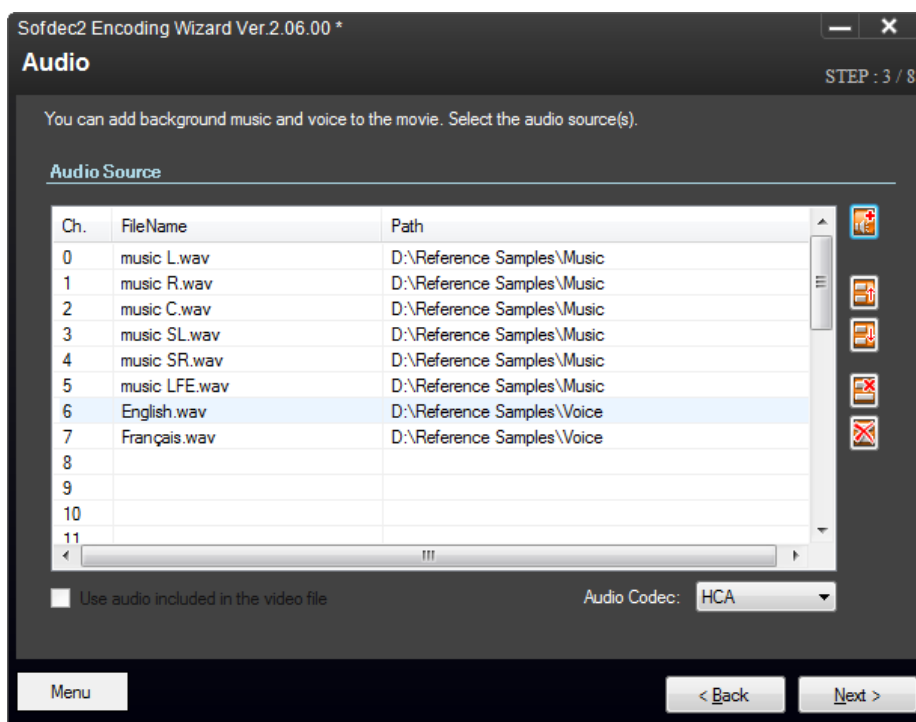 Sofdec2 Encoding Wizard Ver.2.06.00 *
Audio
STEP : 3 / 8
You can add background music and voice to the movie. Select the audio source(s).
Audio Source
Ch. FileName Path
0 music L.wav D:\Reference Samples\Music
1 music R.wav D:\Reference Samples\Music
2 music C.wav D:\Reference Samples\Music
3 music SL.wav D:\Reference Samples\Music
4 music SR.wav D:\Reference Samples\Music
5 music LFE.wav D:\Reference Samples\Music
6 English.wav D:\Reference Samples\Voice
7 Français.wav D:\Reference Samples\Voice
8
9
10
11
Use audio included in the video file Audio Codec: HCA
Menu < Back Next >